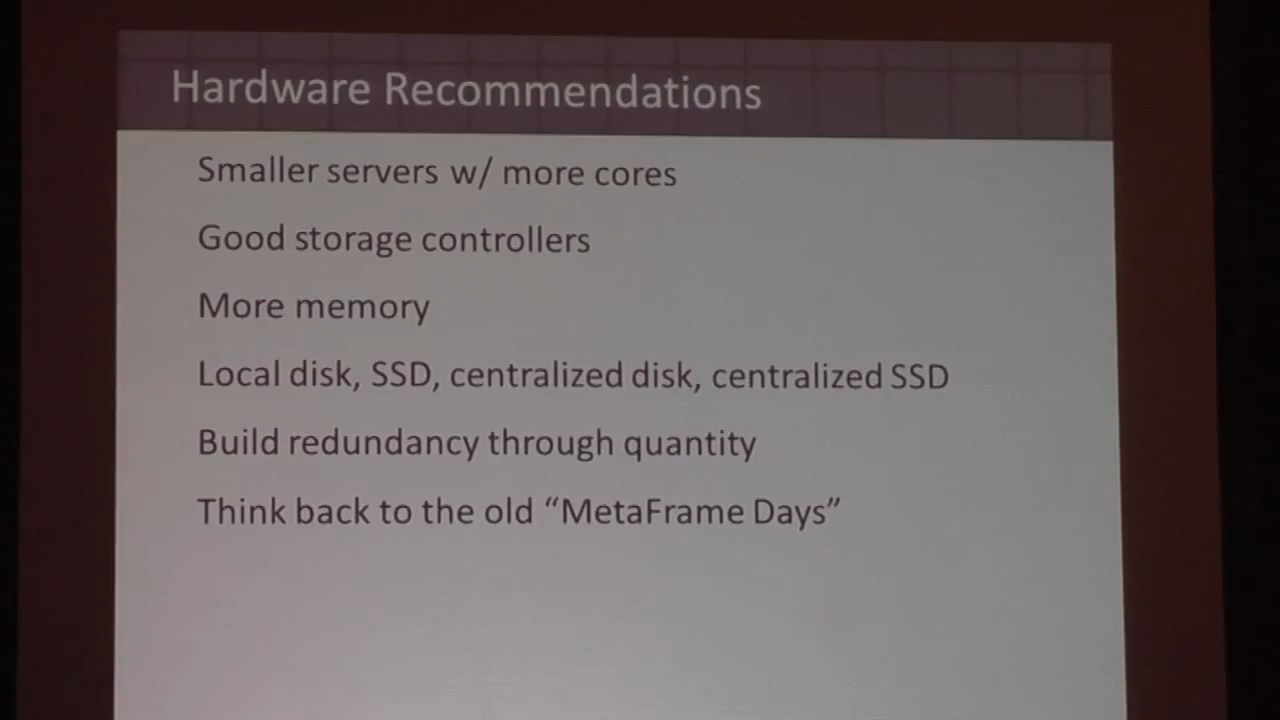 Hardware Recommendations
Smaller servers w/ more cores
Good storage controllers
More memory
Local disk, SSD, centralized disk, centralized SSD
Build redundancy through quantity
Think back to the old “MetaFrame Days”